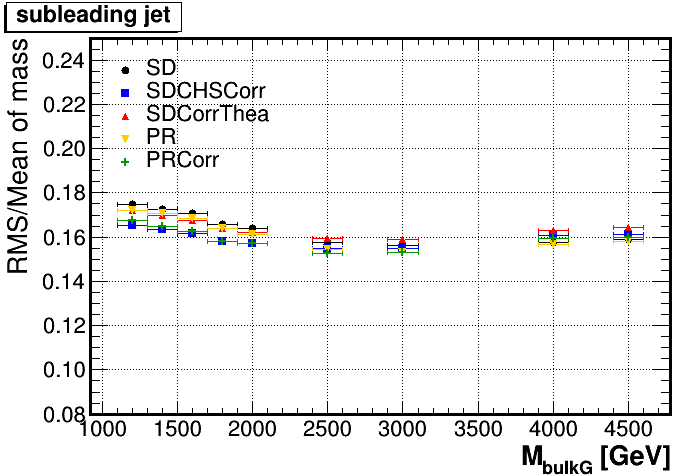 subleading jet
RMS/Mean of mass
0.24
0.22
0.20
0.18
0.16
0.14
0.12
0.10
0.08
SD
SDCHSCorr
SDCorrThea
PR
PRCorr
1000 1500 2000 2500 3000 3500 4000 4500
M_bulkG [GeV]